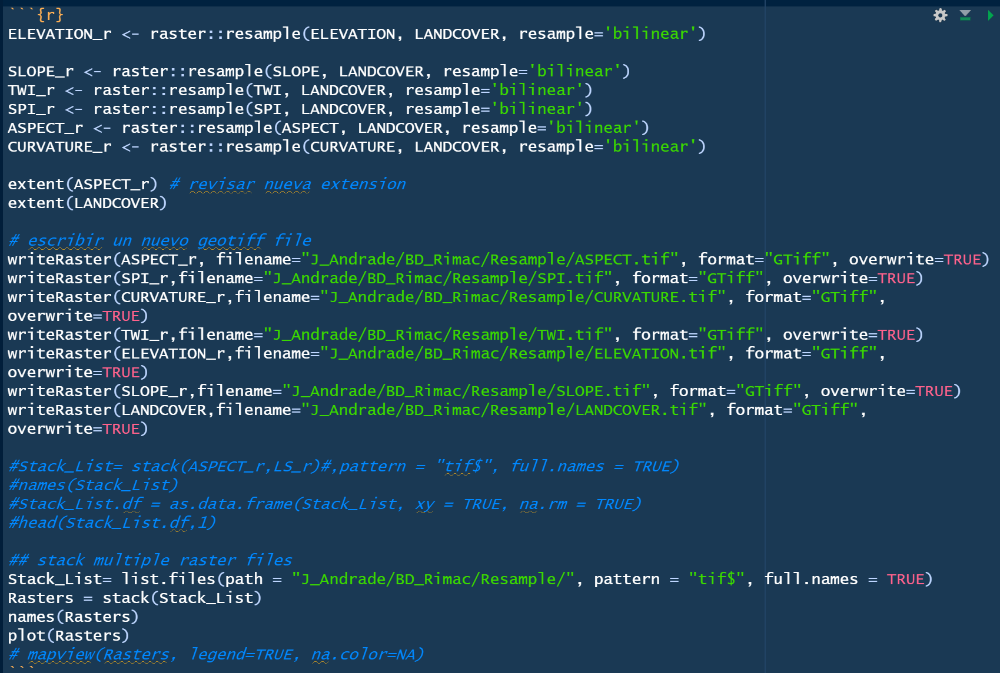 ```{r}
ELEVATION_r <- raster::resample(ELEVATION, LANDCOVER, resample='bilinear')
SLOPE_r <- raster::resample(SLOPE, LANDCOVER, resample='bilinear')
TWI_r <- raster::resample(TWI, LANDCOVER, resample='bilinear')
SPI_r <- raster::resample(SPI, LANDCOVER, resample='bilinear')
ASPECT_r <- raster::resample(ASPECT, LANDCOVER, resample='bilinear')
CURVATURE_r <- raster::resample(CURVATURE, LANDCOVER, resample='bilinear')
extent(ASPECT_r) # revisar nueva extension
extent(LANDCOVER)
# escribir un nuevo geotiff file
writeRaster(ASPECT_r, filename="J_Andrade/BD_Rimac/Resample/ASPECT.tif", format="GTiff", overwrite=TRUE)
writeRaster(SPI_r,filename="J_Andrade/BD_Rimac/Resample/SPI.tif", format="GTiff", overwrite=TRUE)
writeRaster(CURVATURE_r,filename="J_Andrade/BD_Rimac/Resample/CURVATURE.tif", format="GTiff",
overwrite=TRUE)
writeRaster(TWI_r,filename="J_Andrade/BD_Rimac/Resample/TWI.tif", format="GTiff", overwrite=TRUE)
writeRaster(ELEVATION_r,filename="J_Andrade/BD_Rimac/Resample/ELEVATION.tif", format="GTiff",
overwrite=TRUE)
writeRaster(SLOPE_r,filename="J_Andrade/BD_Rimac/Resample/SLOPE.tif", format="GTiff", overwrite=TRUE)
writeRaster(LANDCOVER,filename="J_Andrade/BD_Rimac/Resample/LANDCOVER.tif", format="GTiff",
overwrite=TRUE)
#Stack_List= stack(ASPECT_r,LS_r)#,pattern = "tif$", full.names = TRUE)
#names(Stack_List)
#Stack_List.df = as.data.frame(Stack_List, xy = TRUE, na.rm = TRUE)
#head(Stack_List.df,1)
## stack multiple raster files
Stack_List= list.files(path = "J_Andrade/BD_Rimac/Resample/", pattern = "tif$", full.names = TRUE)
Rasters = stack(Stack_List)
names(Rasters)
plot(Rasters)
# mapview(Rasters, legend=TRUE, na.color=NA)
```